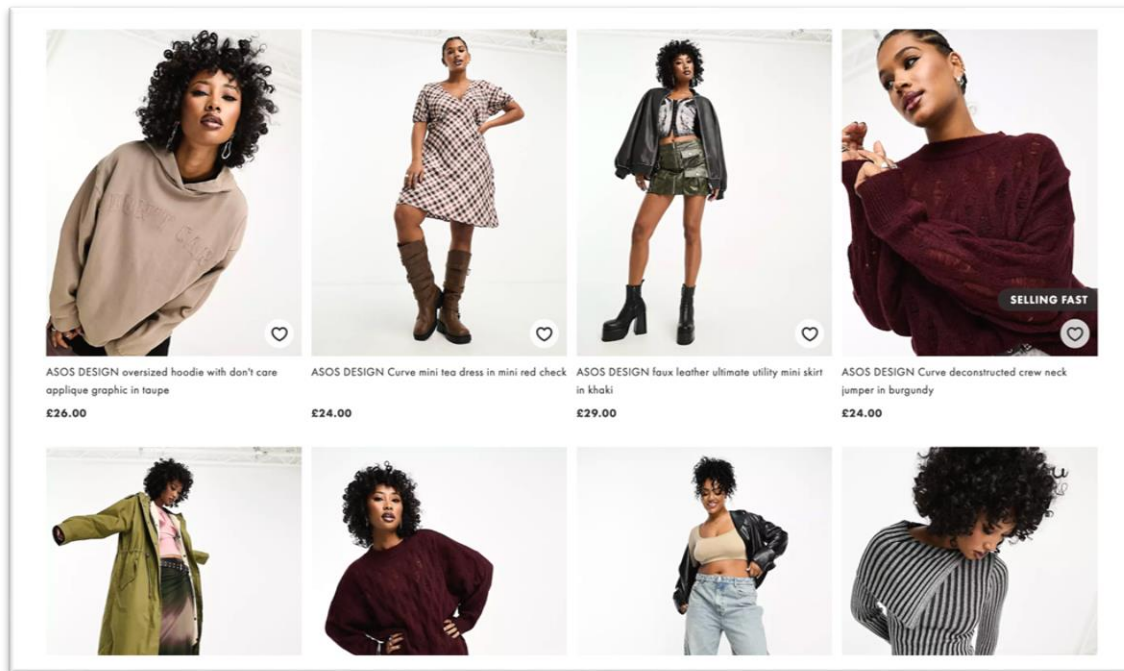 SELLING FAST
ASOS DESIGN oversized hoodie with don't care
applique graphic in taupe
£26.00
ASOS DESIGN Curve mini tea dress in mini red check
£24.00
ASOS DESIGN faux leather ultimate utility mini skirt
in khaki
£29.00
ASOS DESIGN Curve deconstructed crew neck
jumper in burgundy
£24.00